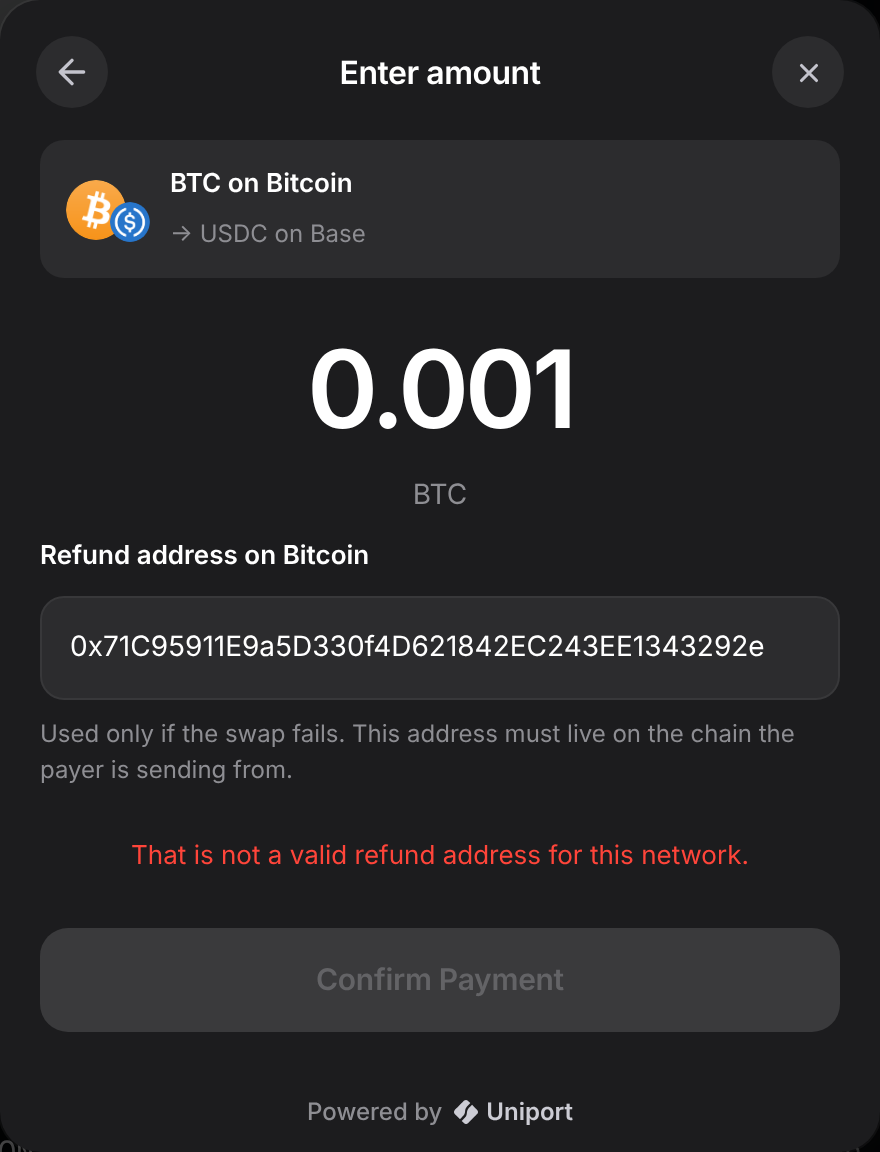 Enter amount
BTC on Bitcoin
→ USDC on Base
0.001
BTC
Refund address on Bitcoin
0x71C95911E9a5D330f4D621842EC243EE1343292e
Used only if the swap fails. This address must live on the chain the
payer is sending from.
That is not a valid refund address for this network.
Confirm Payment
Powered by Uniport